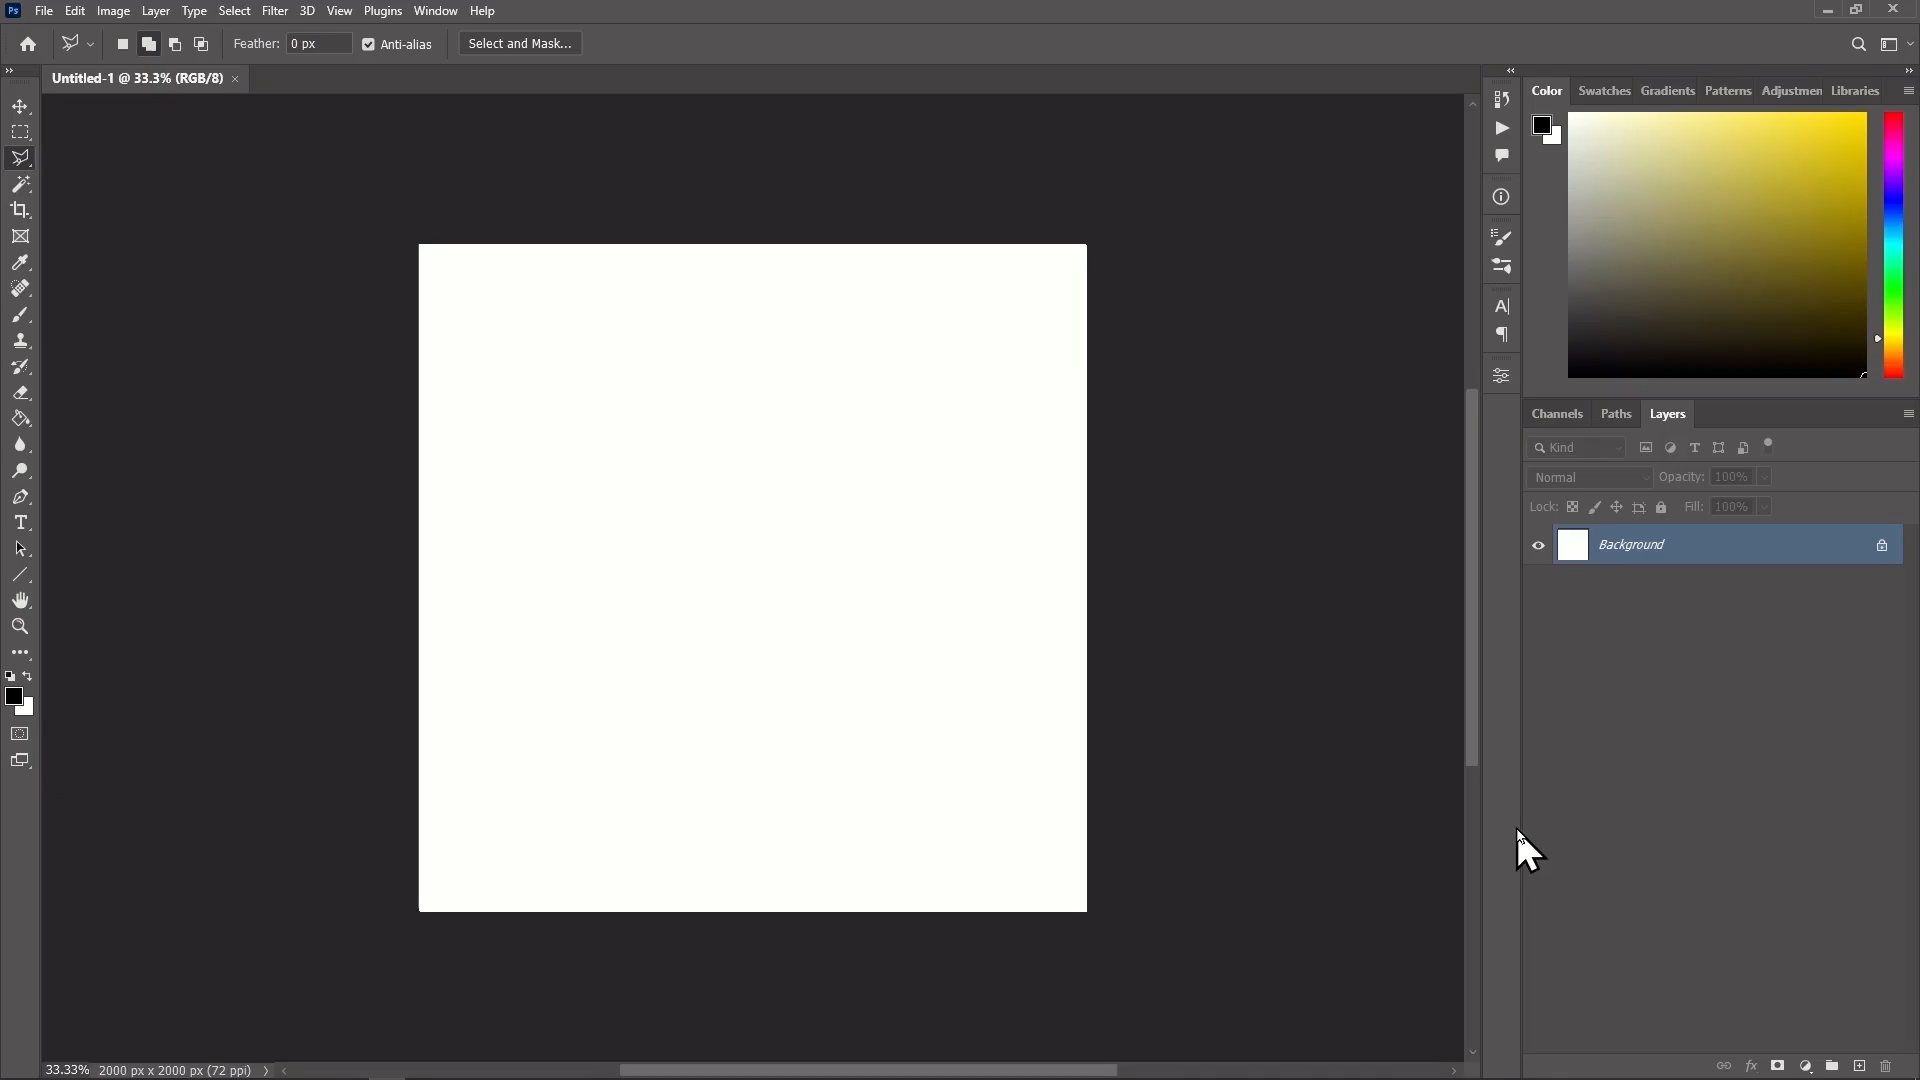 Ps File Edit Image Layer Type Select Filter 3D View Plugins Window Help
Feather: 0 px Anti-alias Select and Mask...
Untitled-1 @ 33.3% (RGB/8) ×
Color Swatches Gradients Patterns Adjustmen Libraries
Channels Paths Layers
Kind
Normal Opacity: 100%
Lock: Fill: 100%
Background
33.33% 2000 px x 2000 px (72 ppi)